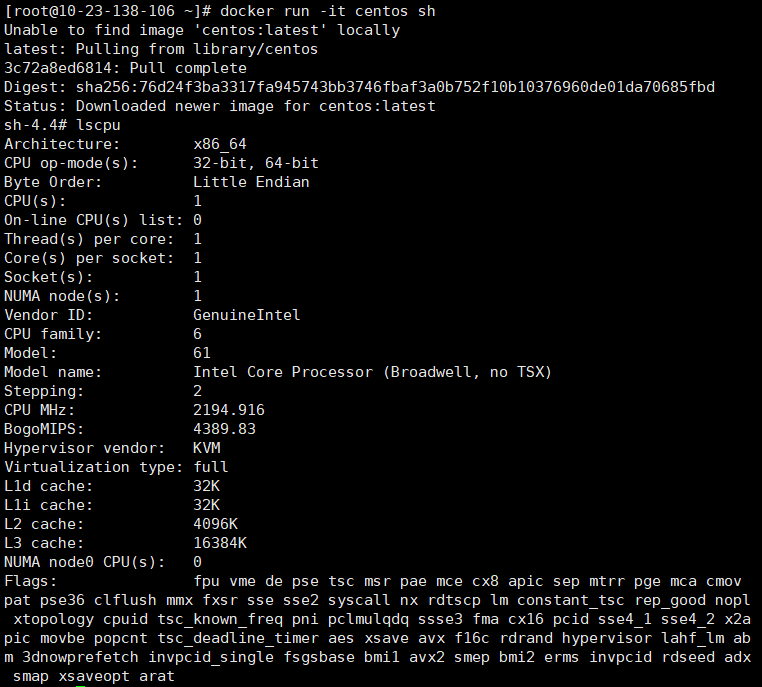 [root@10-23-138-106 ~]# docker run -it centos sh
Unable to find image 'centos:latest' locally
latest: Pulling from library/centos
3c72a8ed6814: Pull complete
Digest: sha256:76d24f3ba3317fa945743bb3746fbaf3a0b752f10b10376960de01da70685fbd
Status: Downloaded newer image for centos:latest
sh-4.4# lscpu
Architecture:        x86_64
CPU op-mode(s):      32-bit, 64-bit
Byte Order:          Little Endian
CPU(s):              1
On-line CPU(s) list: 0
Thread(s) per core:  1
Core(s) per socket:  1
Socket(s):           1
NUMA node(s):        1
Vendor ID:           GenuineIntel
CPU family:          6
Model:               61
Model name:          Intel Core Processor (Broadwell, no TSX)
Stepping:            2
CPU MHz:             2194.916
BogoMIPS:            4389.83
Hypervisor vendor:   KVM
Virtualization type: full
L1d cache:           32K
L1i cache:           32K
L2 cache:            4096K
L3 cache:            16384K
NUMA node0 CPU(s):   0
Flags:               fpu vme de pse tsc msr pae mce cx8 apic sep mtrr pge mca cmov
pat pse36 clflush mmx fxsr sse sse2 syscall nx rdtscp lm constant_tsc rep_good nopl
 xtopology cpuid tsc_known_freq pni pclmulqdq ssse3 fma cx16 pcid sse4_1 sse4_2 x2a
pic movbe popcnt tsc_deadline_timer aes xsave avx f16c rdrand hypervisor lahf_lm ab
m 3dnowprefetch invpcid_single fsgsbase bmi1 avx2 smep bmi2 erms invpcid rdseed adx
 smap xsaveopt arat